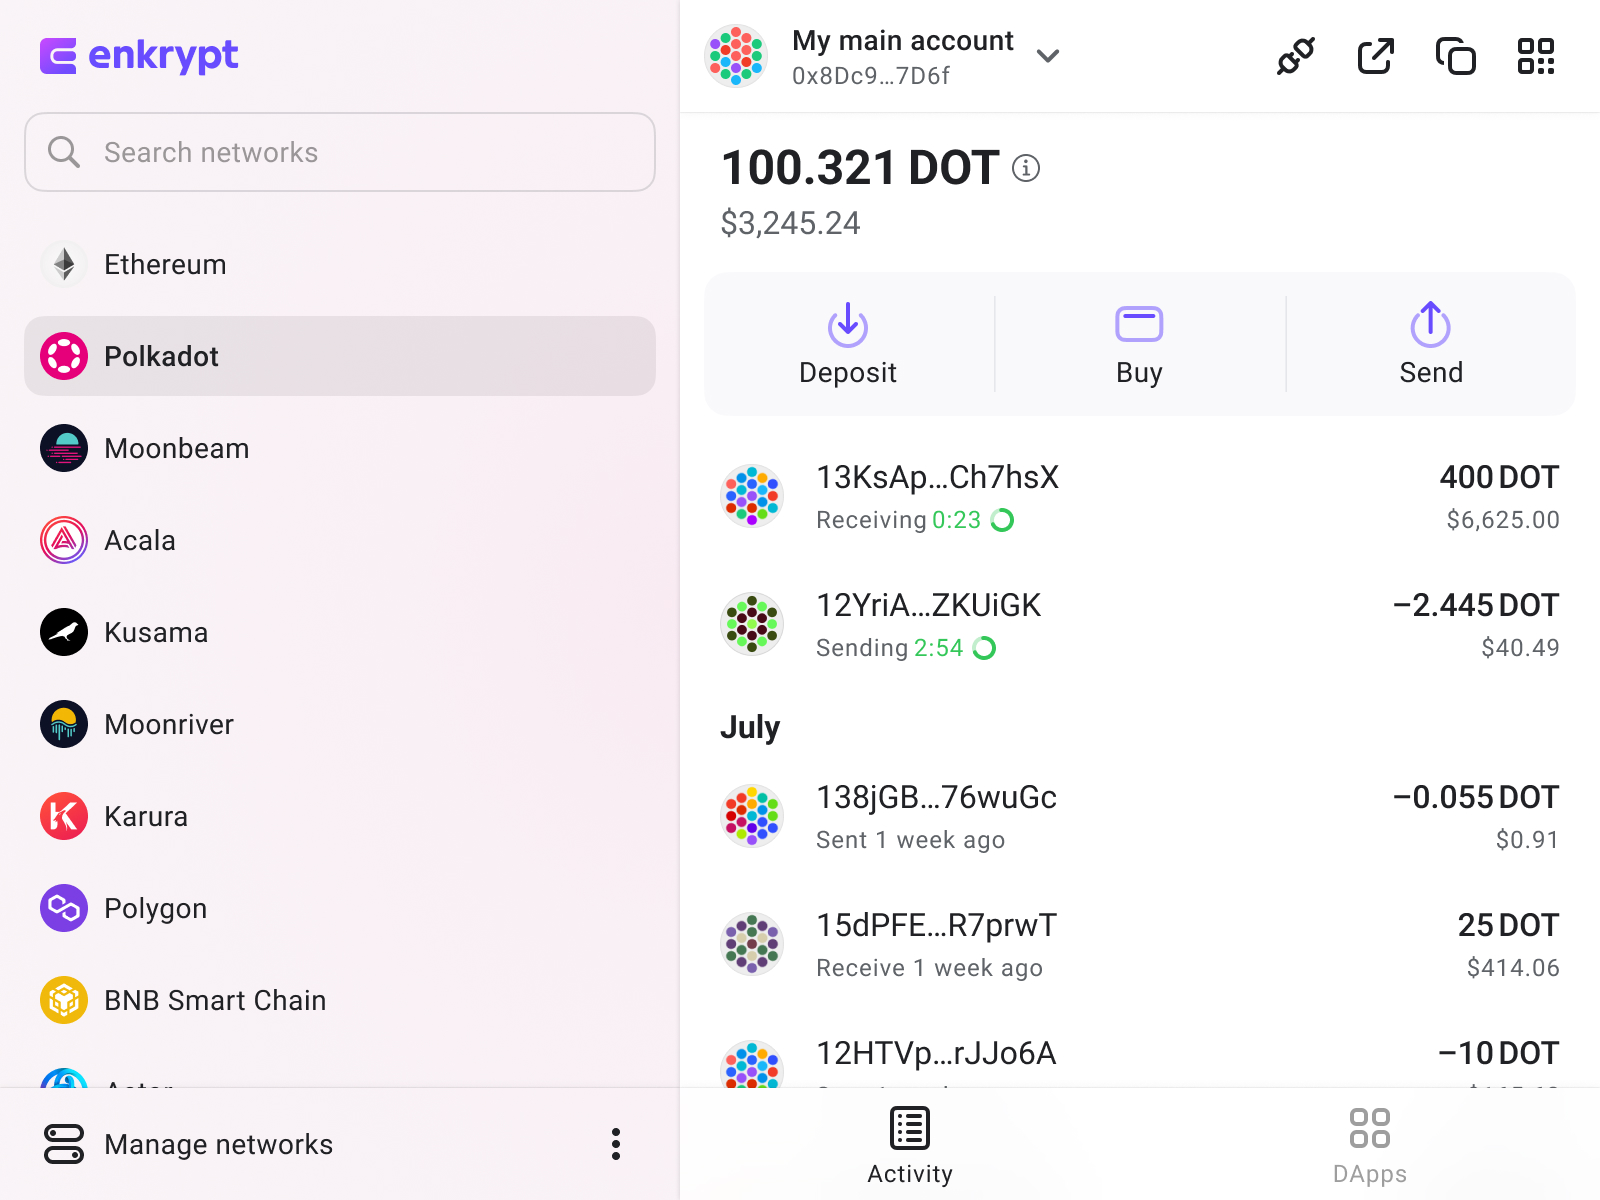 enkrypt
Search networks
Ethereum
Polkadot
Moonbeam
Acala
Kusama
Moonriver
Karura
Polygon
BNB Smart Chain
Manage networks
My main account
0x8Dc9...7D6f
100.321 DOT
$3,245.24
Deposit
Buy
Send
13KsAp...Ch7hsX
400 DOT
Receiving 0:23
$6,625.00
12YriA...ZKUiGK
−2.445 DOT
Sending 2:54
$40.49
July
138jGB...76wuGc
−0.055 DOT
Sent 1 week ago
$0.91
15dPFE...R7prwT
25 DOT
Receive 1 week ago
$414.06
12HTVp...rJJo6A
−10 DOT
Activity
DApps